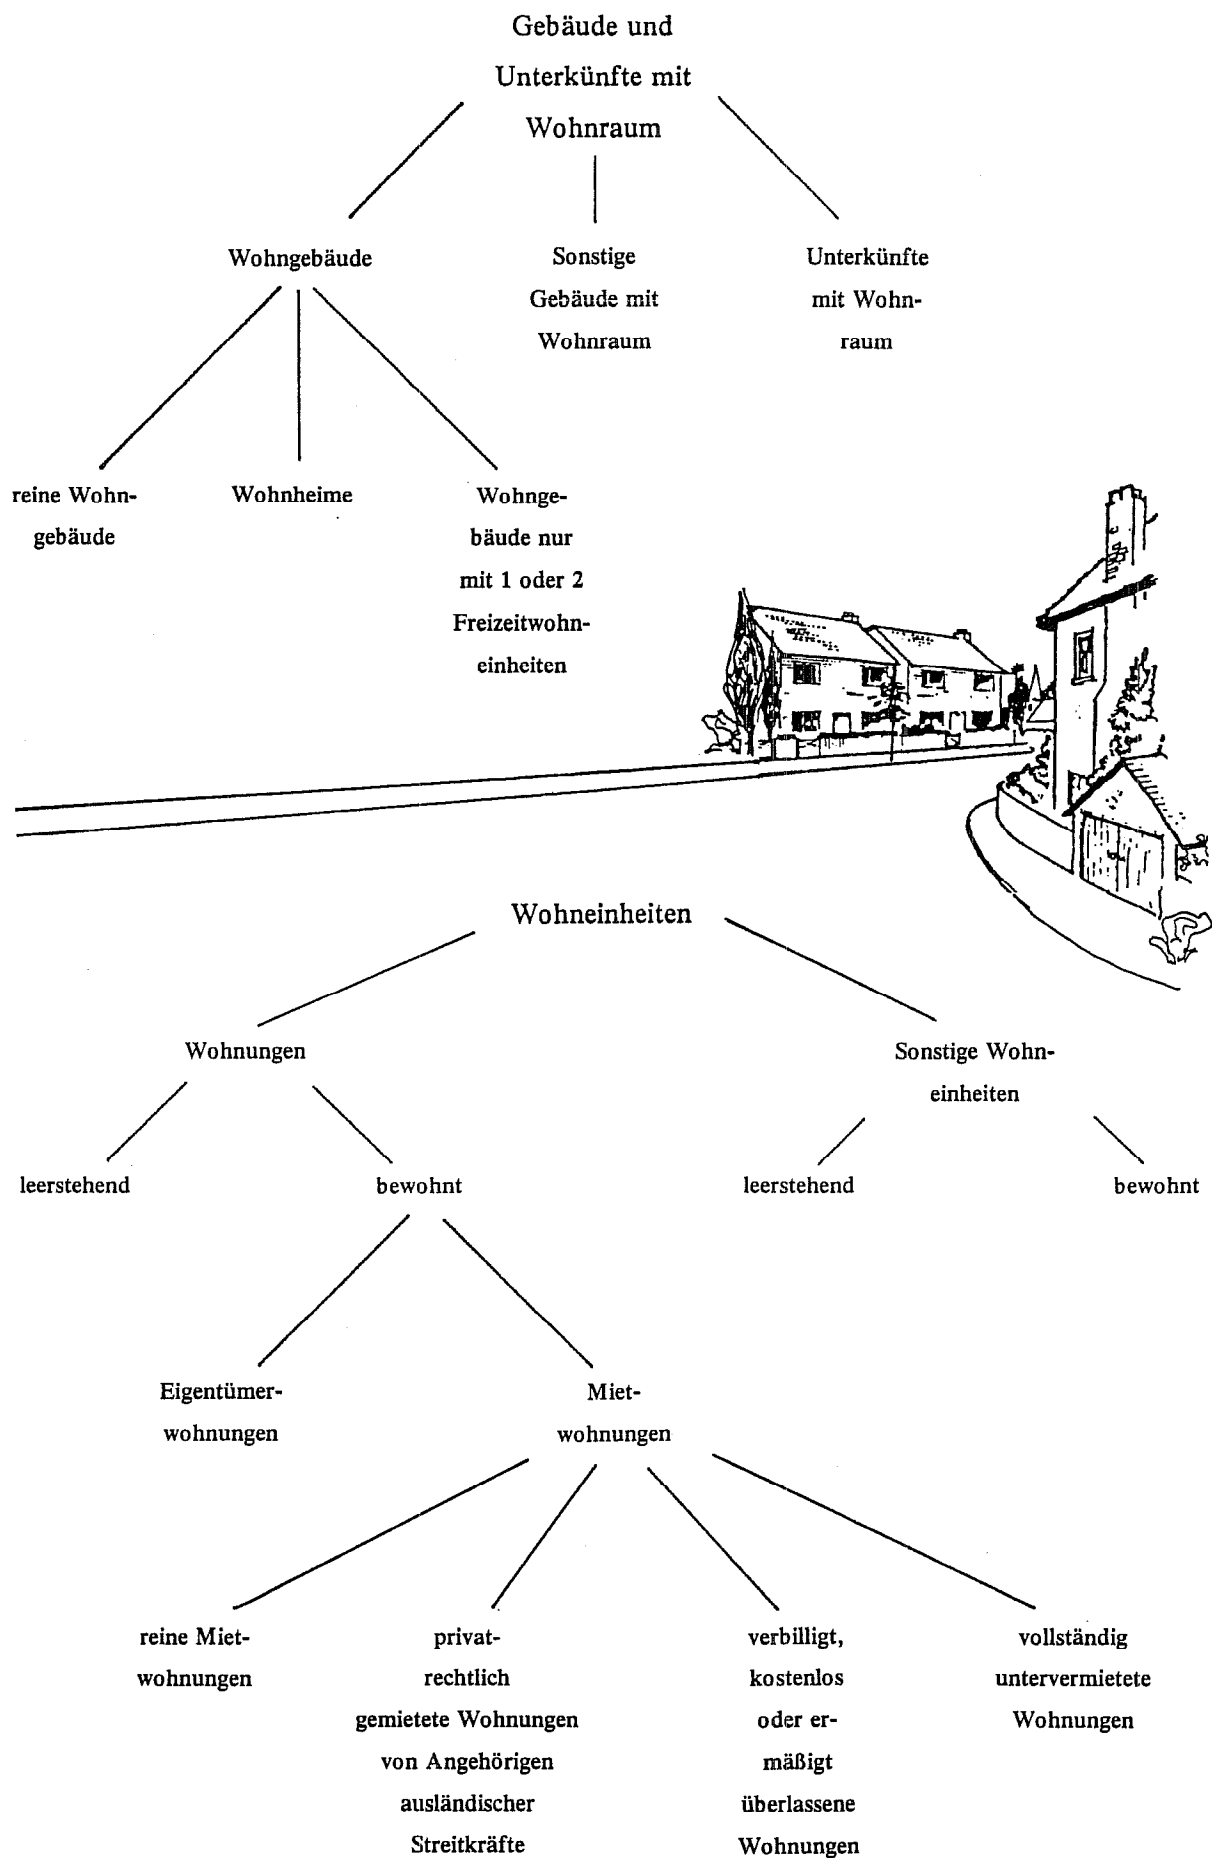 Gebäude und
Unterkünfte mit
Wohnraum
Wohngebäude
Sonstige
Gebäude mit
Wohnraum
Unterkünfte
mit Wohn-
raum
reine Wohn-
gebäude
Wohnheime
Wohnge-
bäude nur
mit 1 oder 2
Freizeitwohn-
einheiten
Wohneinheiten
Wohnungen
Sonstige Wohn-
einheiten
leerstehend
bewohnt
leerstehend
bewohnt
Eigentümer-
wohnungen
Miet-
wohnungen
reine Miet-
wohnungen
privat-
rechtlich
gemietete Wohnungen
von Angehörigen
ausländischer
Streitkräfte
verbilligt,
kostenlos
oder er-
mäßigt
überlassene
Wohnungen
vollständig
untervermietete
Wohnungen